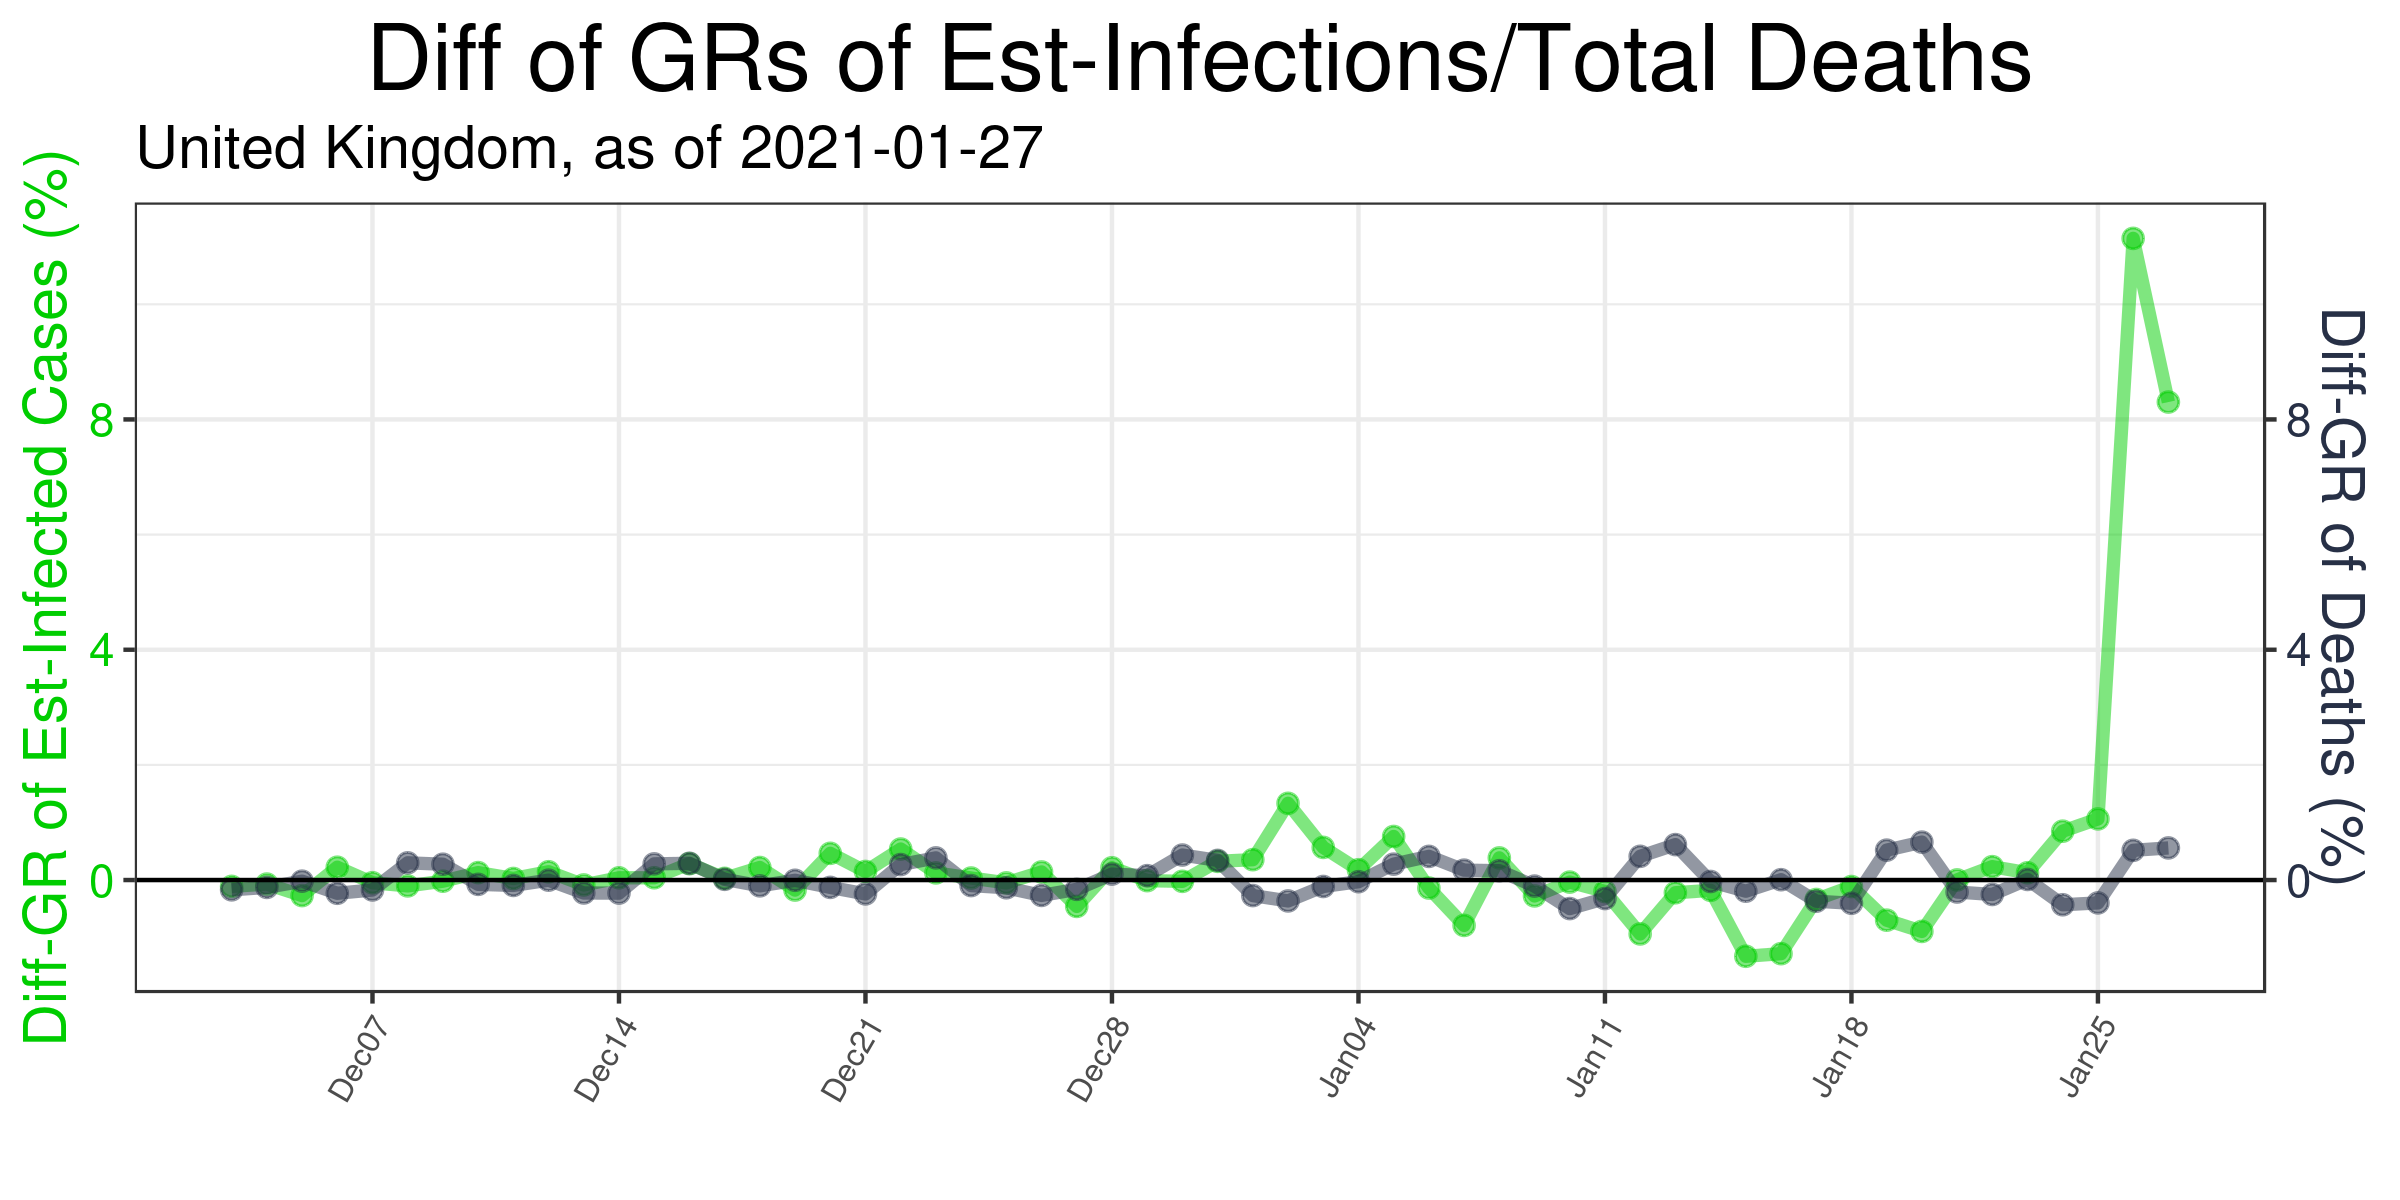 Diff of GRs of Est-Infections/Total Deaths
United Kingdom, as of 2021-01-27
Diff-GR of Est-Infected Cases (%)
8
4
0
8
4
0
Diff-GR of Deaths (%)
Dec07
Dec14
Dec21
Dec28
Jan04
Jan11
Jan18
Jan25